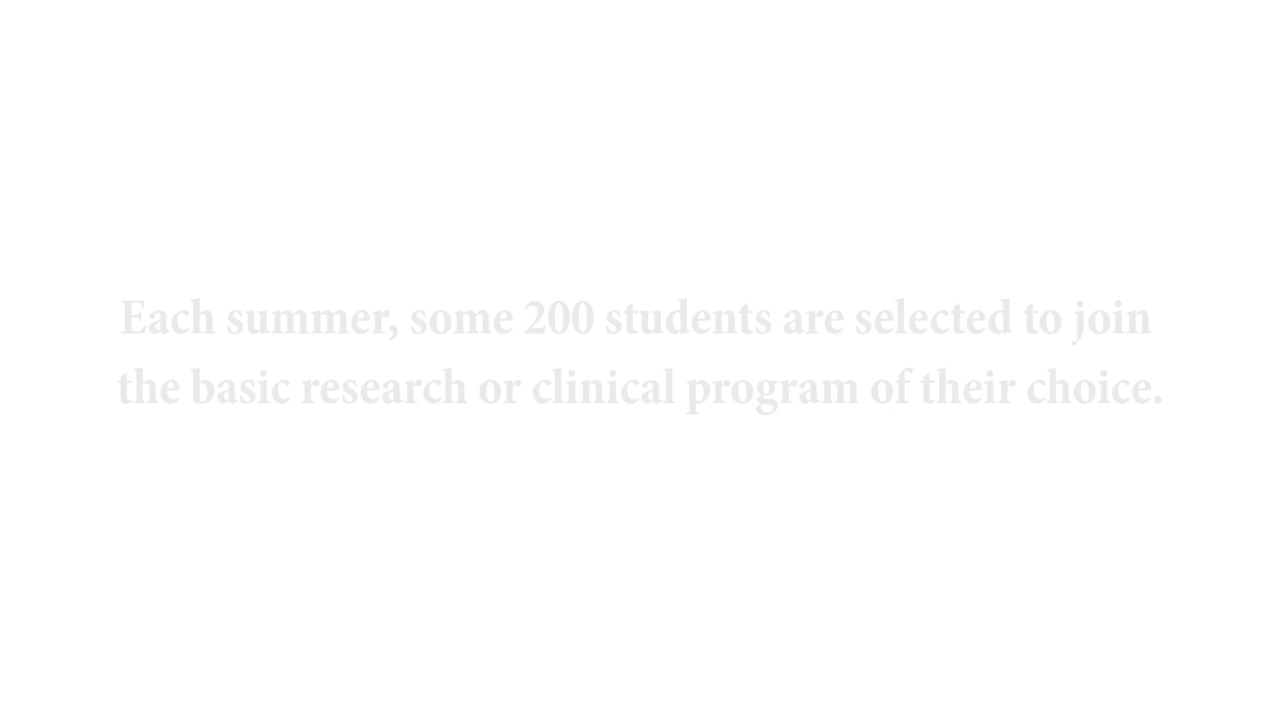 Each summer, some 200 students are selected to join
the basic research or clinical program of their choice.